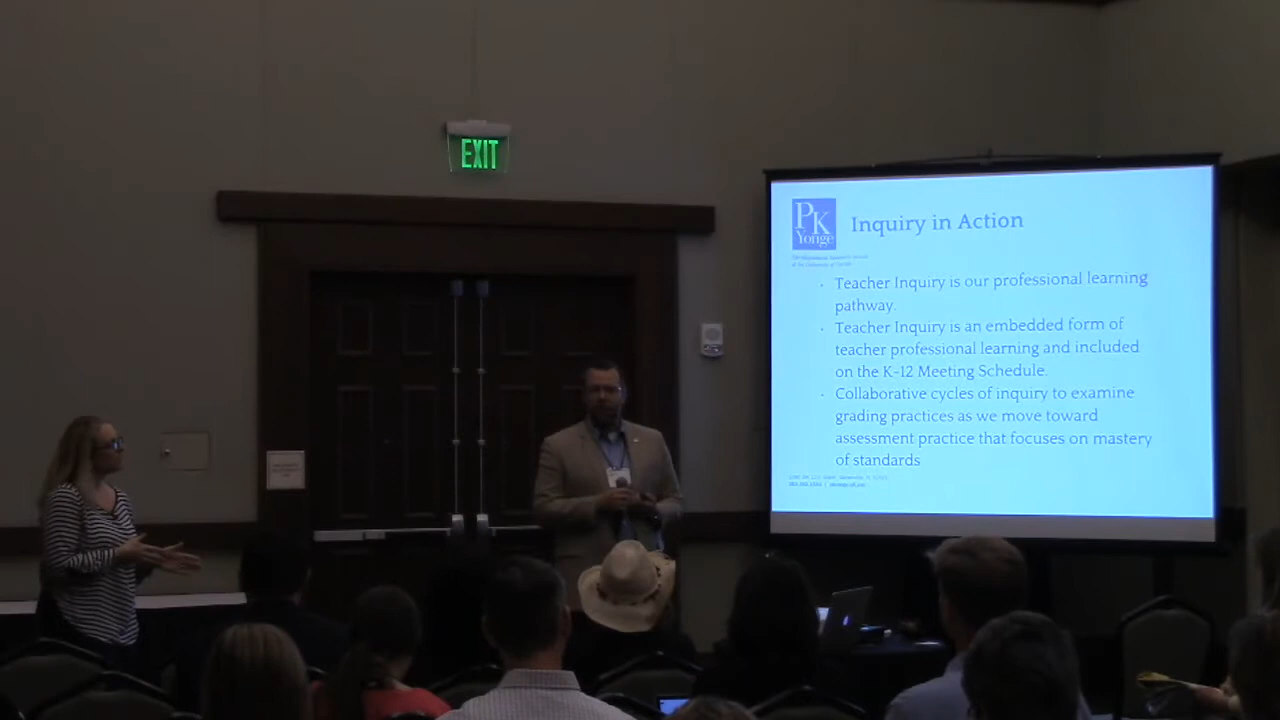 EXIT
PK
Yonge
Inquiry in Action
· Teacher Inquiry is our professional learning
pathway.
· Teacher Inquiry is an embedded form of
teacher professional learning and included
on the K-12 Meeting Schedule.
· Collaborative cycles of inquiry to examine
grading practices as we move toward
assessment practice that focuses on mastery
of standards